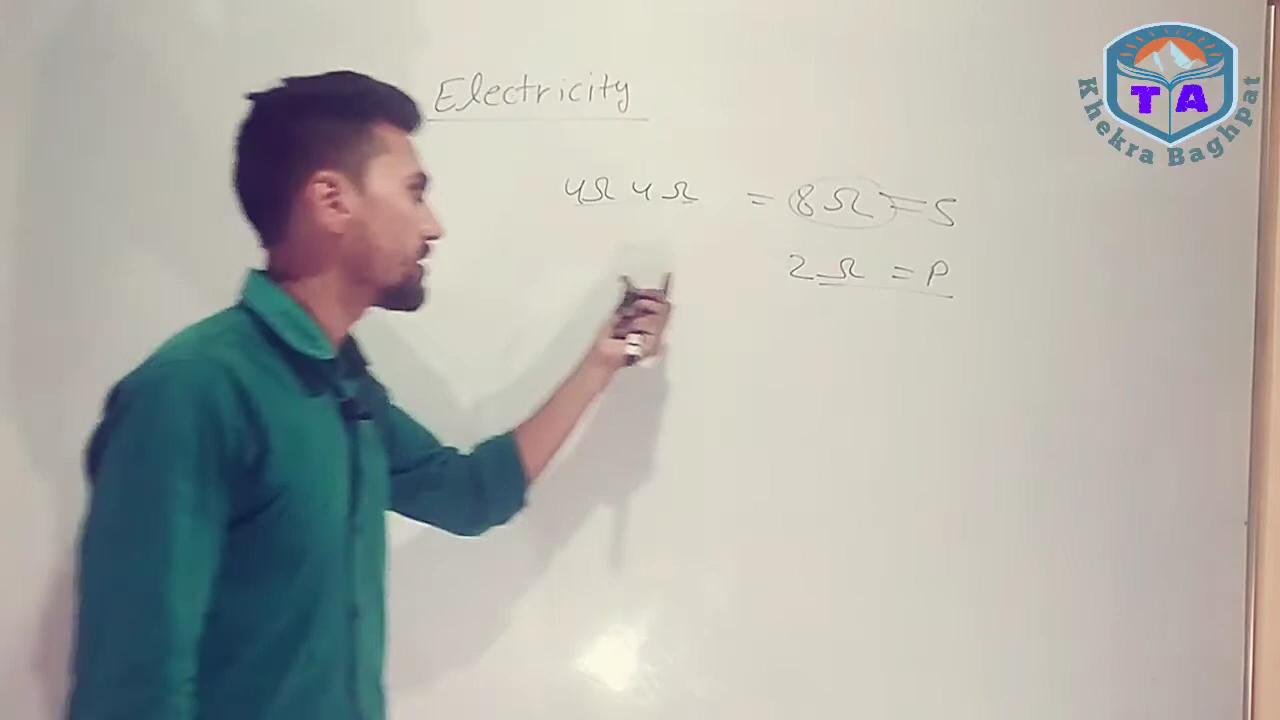 Electricity
4Ω 4Ω = 8Ω = S
2Ω = P
TA
Khekra Baghpat